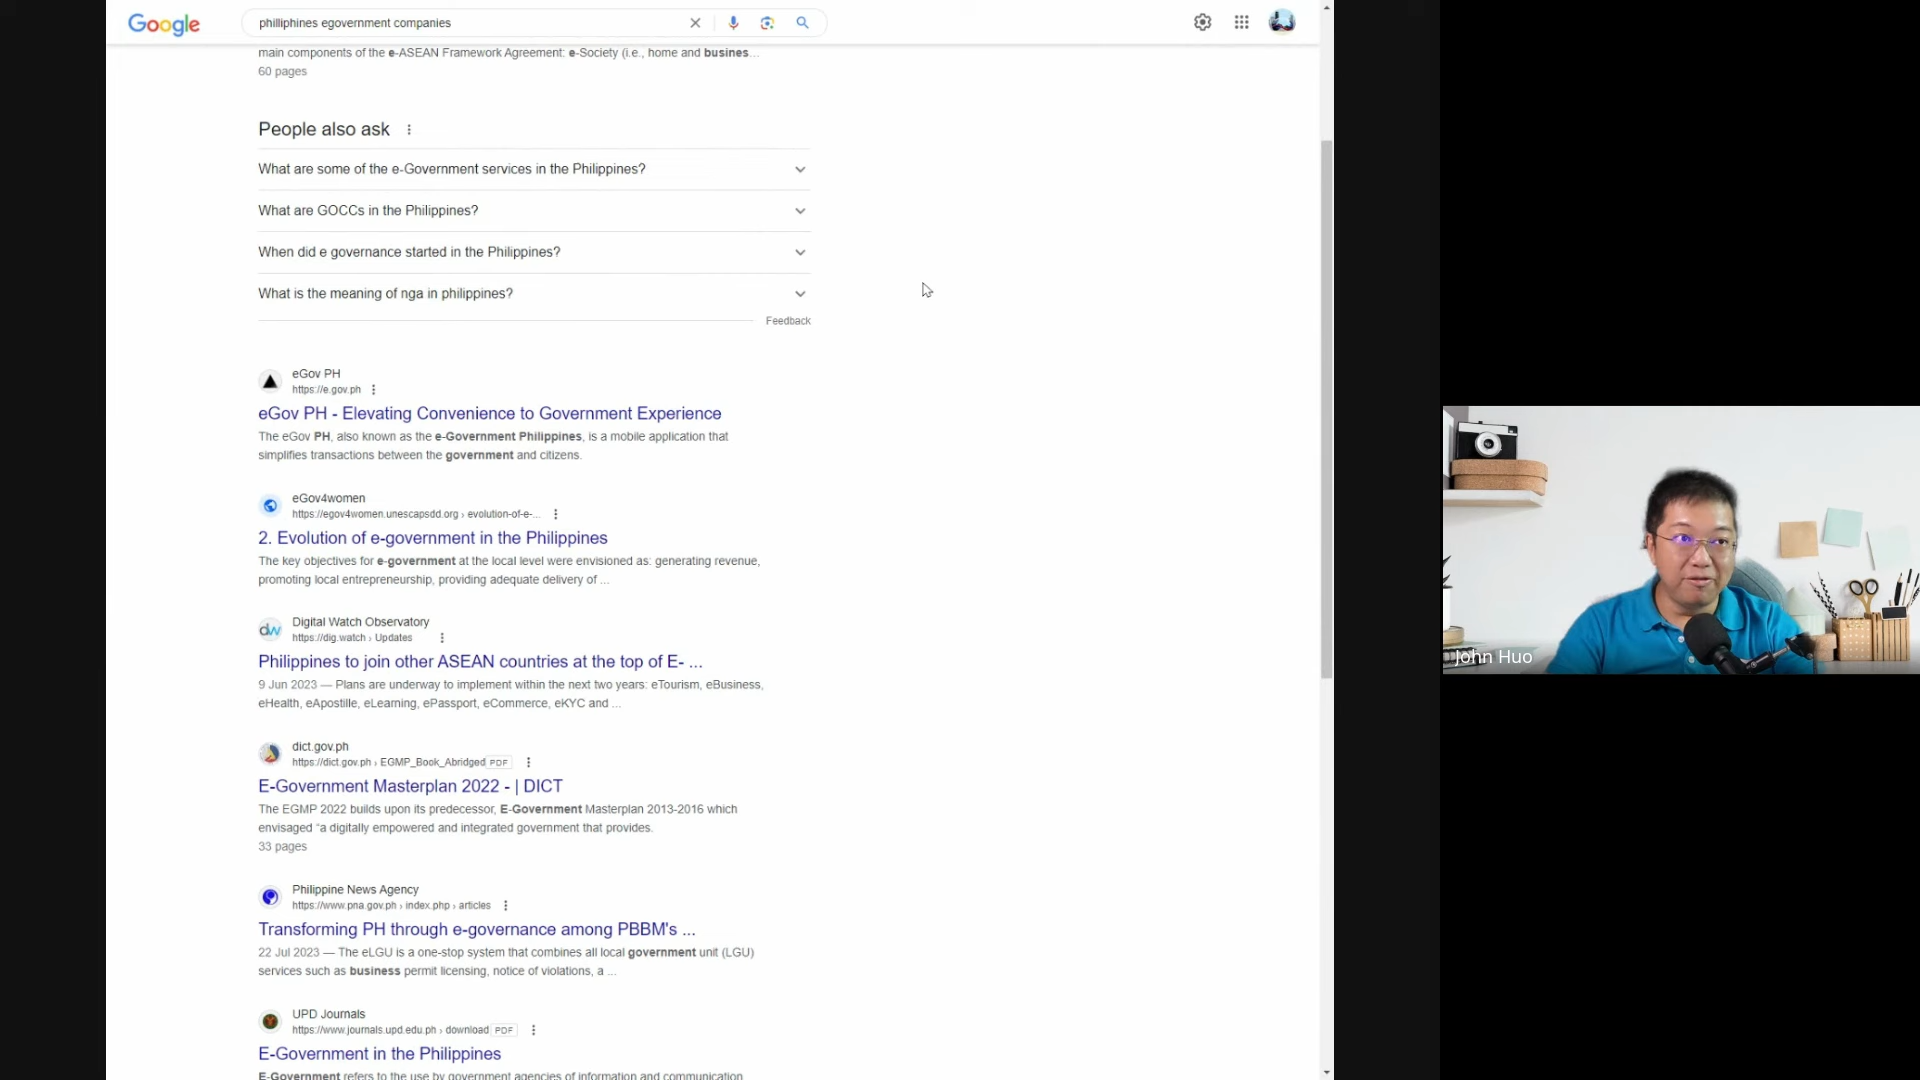 Google
philliphines egovernment companies
main components of the e-ASEAN Framework Agreement: e-Society (i.e., home and busines...
60 pages
People also ask
What are some of the e-Government services in the Philippines?
What are GOCCs in the Philippines?
When did e governance started in the Philippines?
What is the meaning of nga in philippines?
Feedback
eGov PH
https://e.gov.ph
eGov PH - Elevating Convenience to Government Experience
The eGov PH, also known as the e-Government Philippines, is a mobile application that
simplifies transactions between the government and citizens.
eGov4women
https://egov4women.unescapsdd.org › evolution-of-e-...
2. Evolution of e-government in the Philippines
The key objectives for e-government at the local level were envisioned as: generating revenue,
promoting local entrepreneurship, providing adequate delivery of ...
dw
Digital Watch Observatory
https://dig.watch › Updates
Philippines to join other ASEAN countries at the top of E- ...
9 Jun 2023 — Plans are underway to implement within the next two years: eTourism, eBusiness,
eHealth, eApostille, eLearning, ePassport, eCommerce, eKYC and ...
dict.gov.ph
https://dict.gov.ph › EGMP_Book_Abridged PDF
E-Government Masterplan 2022 - | DICT
The EGMP 2022 builds upon its predecessor, E-Government Masterplan 2013-2016 which
envisaged “a digitally empowered and integrated government that provides.
33 pages
Philippine News Agency
https://www.pna.gov.ph › index.php › articles
Transforming PH through e-governance among PBBM's ...
22 Jul 2023 — The eLGU is a one-stop system that combines all local government unit (LGU)
services such as business permit licensing, notice of violations, a ...
UPD Journals
https://www.journals.upd.edu.ph › download PDF
E-Government in the Philippines
E-Government refers to the use by government agencies of information and communication
John Huo